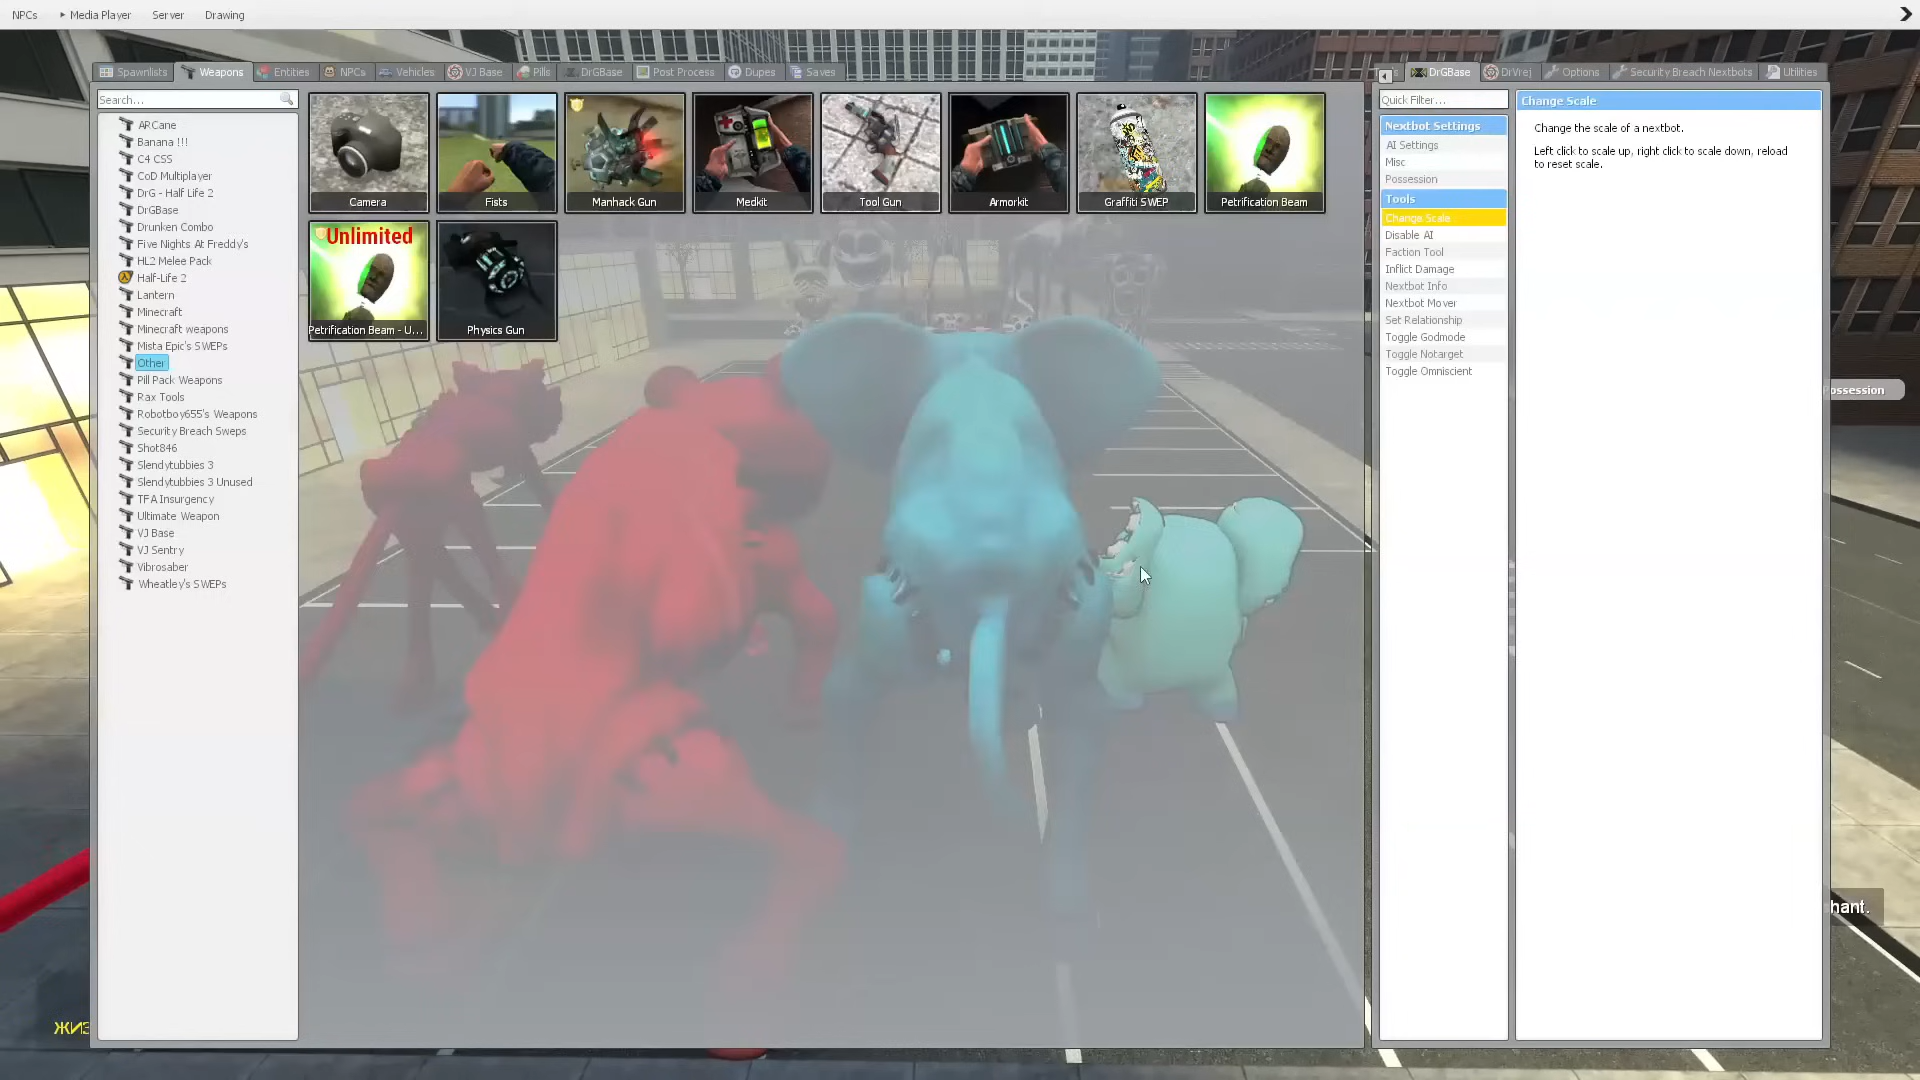 NPCs
Media Player
Server
Drawing
Spawnlists
Weapons
Entities
NPCs
Vehicles
VJ Base
Pills
DrGBase
Post Process
Dupes
Saves
DrGBase
DrVrej
Options
Security Breach Nextbots
Utilities
Search...
ARCane
Banana !!!
C4 CSS
CoD Multiplayer
DrG - Half Life 2
DrGBase
Drunken Combo
Five Nights At Freddy's
HL2 Melee Pack
Half-Life 2
Lantern
Minecraft
Minecraft weapons
Mista Epic's SWEPs
Other
Pill Pack Weapons
Rax Tools
Robotboy655's Weapons
Security Breach Sweps
Shot846
Slendytubbies 3
Slendytubbies 3 Unused
TFA Insurgency
Ultimate Weapon
VJ Base
VJ Sentry
Vibrosaber
Wheatley's SWEPs
Camera
Fists
Manhack Gun
Medkit
Tool Gun
Armorkit
Graffiti SWEP
Petrification Beam
Unlimited
Petrification Beam - U...
Physics Gun
Quick Filter...
Nextbot Settings
AI Settings
Misc
Possession
Tools
Change Scale
Disable AI
Faction Tool
Inflict Damage
Nextbot Info
Nextbot Mover
Set Relationship
Toggle Godmode
Toggle Notarget
Toggle Omniscient
Change Scale
Change the scale of a nextbot.
Left click to scale up, right click to scale down, reload
to reset scale.
ossession
hant.
ЖИЗ